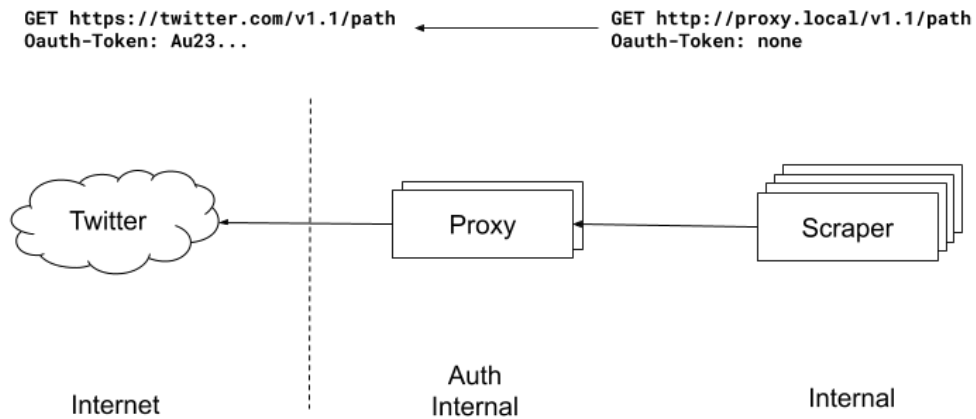 GET https://twitter.com/v1.1/path
Oauth-Token: Au23...
GET http://proxy.local/v1.1/path
Oauth-Token: none
Twitter
Proxy
Scraper
Internet
Auth
Internal
Internal